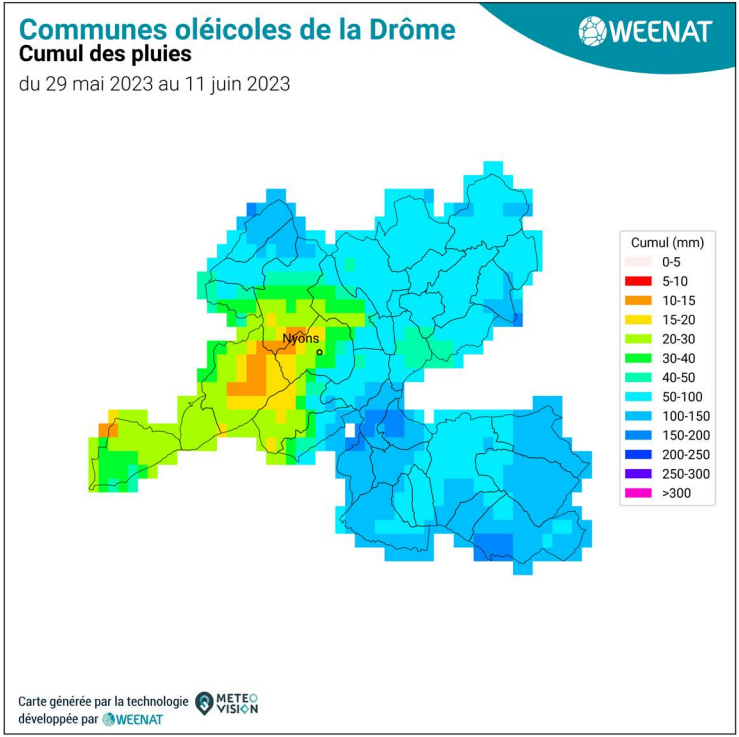 Communes oléicoles de la Drôme
WEENAT
Cumul des pluies
du 29 mai 2023 au 11 juin 2023
Cumul (mm)
0-5
5-10
10-15
15-20
20-30
30-40
40-50
50-100
100-150
150-200
200-250
250-300
>300
Nyons
Carte générée par la technologie METEO VISION
développée par WEENAT